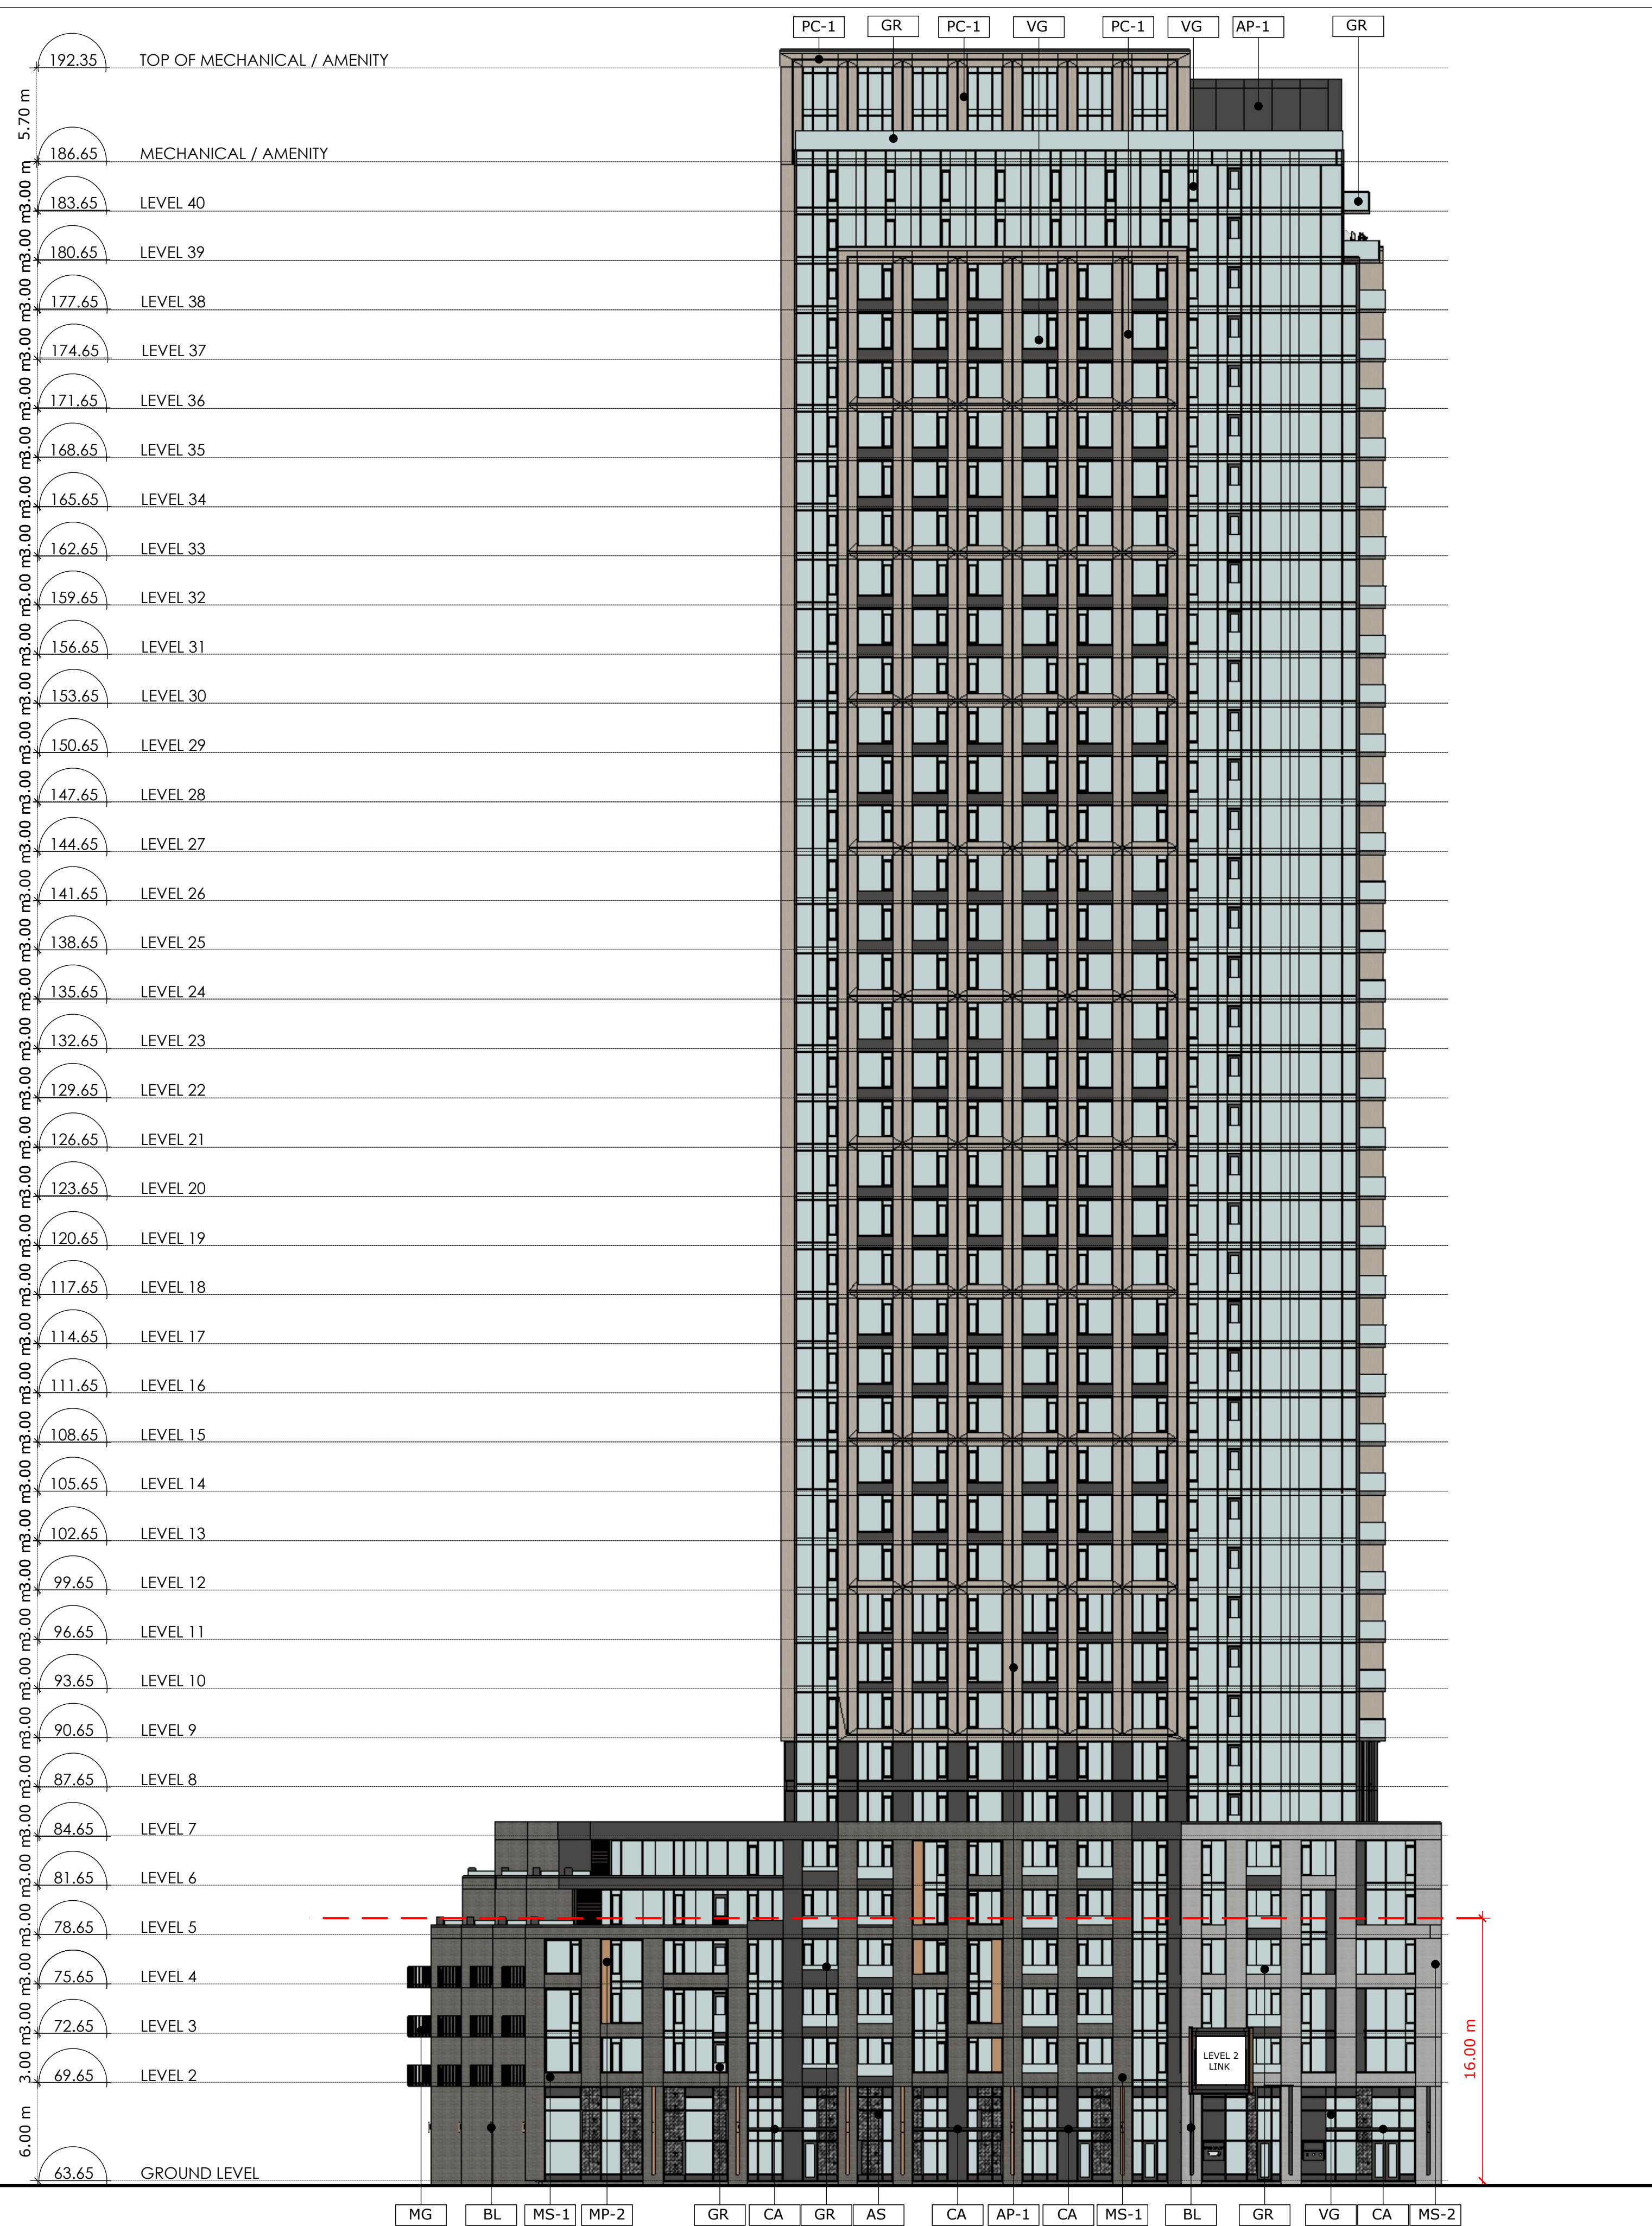 PC-1 GR PC-1 VG PC-1 VG AP-1 GR
192.35 TOP OF MECHANICAL / AMENITY
5.70 m
186.65 MECHANICAL / AMENITY
3.00 m
183.65 LEVEL 40
3.00 m
180.65 LEVEL 39
3.00 m
177.65 LEVEL 38
3.00 m
174.65 LEVEL 37
3.00 m
171.65 LEVEL 36
3.00 m
168.65 LEVEL 35
3.00 m
165.65 LEVEL 34
3.00 m
162.65 LEVEL 33
3.00 m
159.65 LEVEL 32
3.00 m
156.65 LEVEL 31
3.00 m
153.65 LEVEL 30
3.00 m
150.65 LEVEL 29
3.00 m
147.65 LEVEL 28
3.00 m
144.65 LEVEL 27
3.00 m
141.65 LEVEL 26
3.00 m
138.65 LEVEL 25
3.00 m
135.65 LEVEL 24
3.00 m
132.65 LEVEL 23
3.00 m
129.65 LEVEL 22
3.00 m
126.65 LEVEL 21
3.00 m
123.65 LEVEL 20
3.00 m
120.65 LEVEL 19
3.00 m
117.65 LEVEL 18
3.00 m
114.65 LEVEL 17
3.00 m
111.65 LEVEL 16
3.00 m
108.65 LEVEL 15
3.00 m
105.65 LEVEL 14
3.00 m
102.65 LEVEL 13
3.00 m
99.65 LEVEL 12
3.00 m
96.65 LEVEL 11
3.00 m
93.65 LEVEL 10
3.00 m
90.65 LEVEL 9
3.00 m
87.65 LEVEL 8
3.00 m
84.65 LEVEL 7
3.00 m
81.65 LEVEL 6
3.00 m
78.65 LEVEL 5
3.00 m
75.65 LEVEL 4
3.00 m
72.65 LEVEL 3
3.00 m
69.65 LEVEL 2
6.00 m
63.65 GROUND LEVEL
LEVEL 2
LINK
16.00 m
MG BL MS-1 MP-2 GR CA GR AS CA AP-1 CA MS-1 BL GR VG CA MS-2